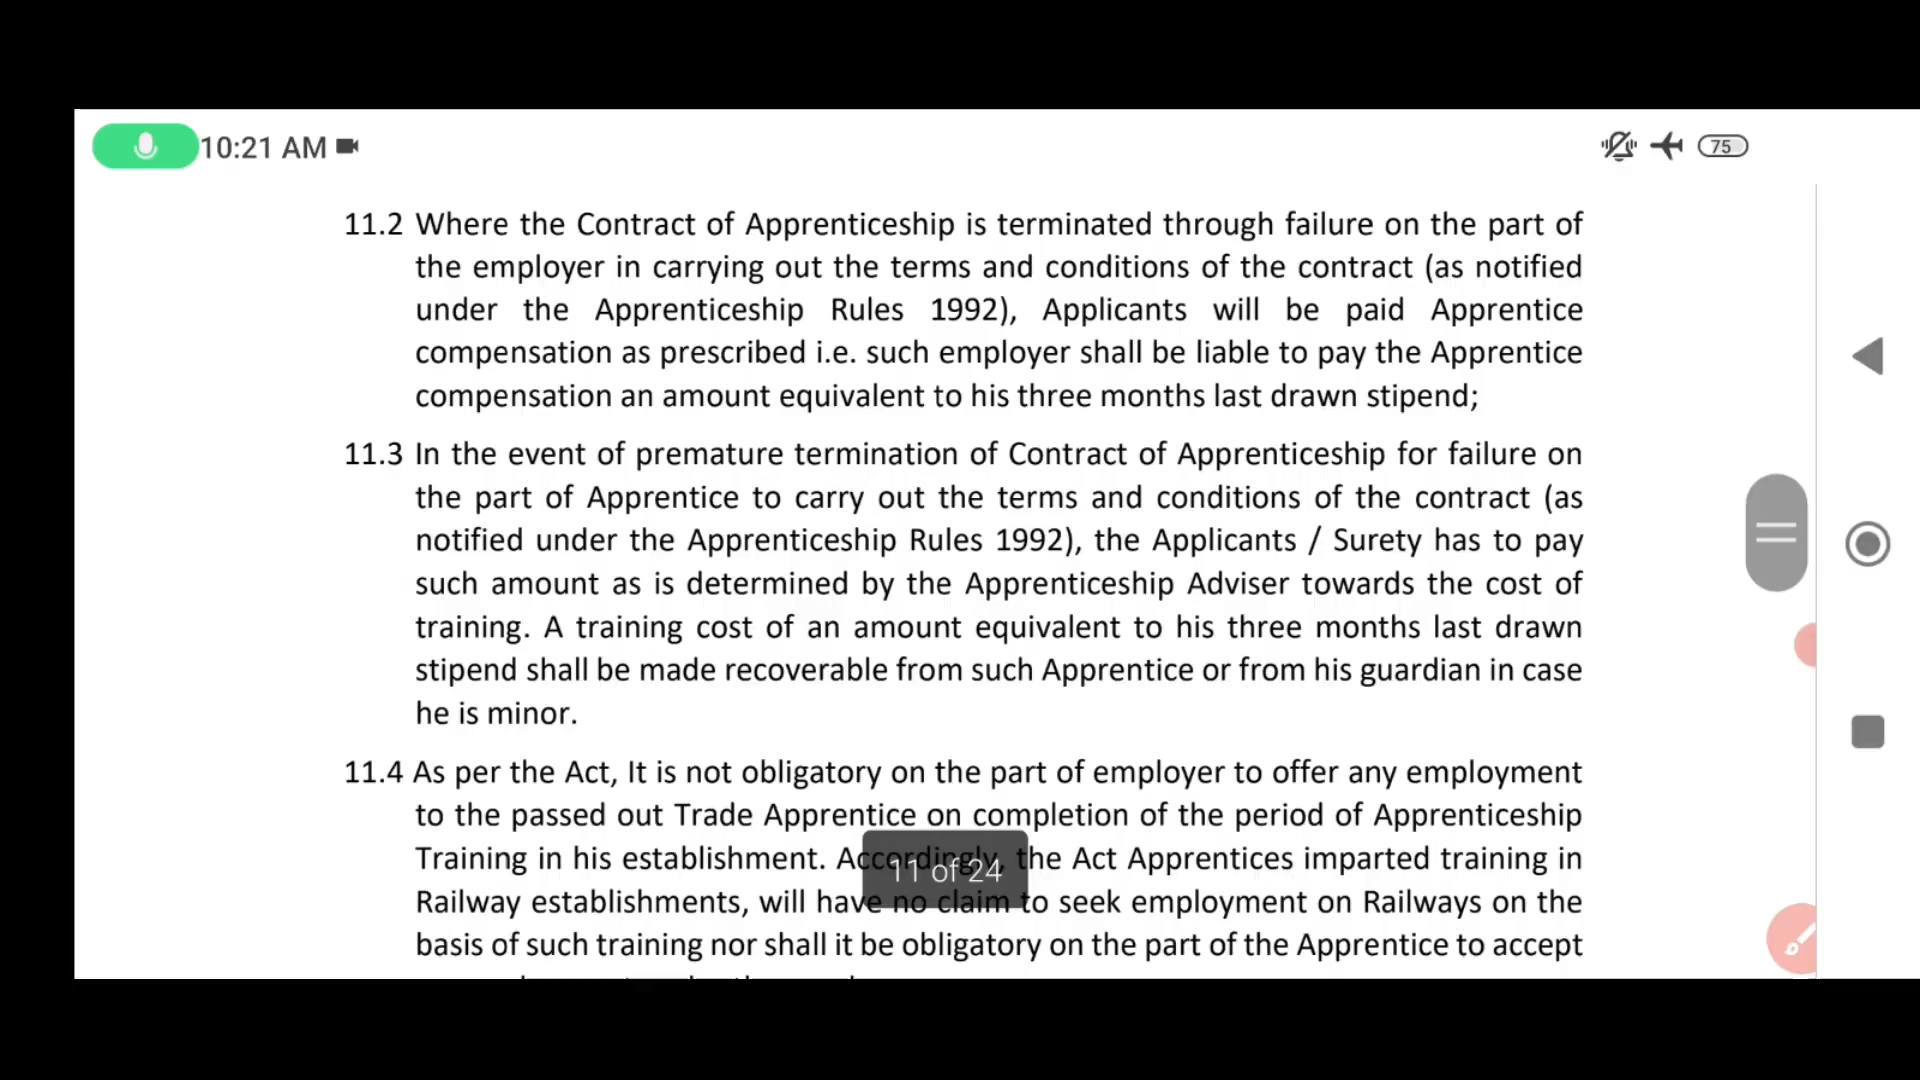 10:21 AM
75
11.2 Where the Contract of Apprenticeship is terminated through failure on the part of
the employer in carrying out the terms and conditions of the contract (as notified
under the Apprenticeship Rules 1992), Applicants will be paid Apprentice
compensation as prescribed i.e. such employer shall be liable to pay the Apprentice
compensation an amount equivalent to his three months last drawn stipend;
11.3 In the event of premature termination of Contract of Apprenticeship for failure on
the part of Apprentice to carry out the terms and conditions of the contract (as
notified under the Apprenticeship Rules 1992), the Applicants / Surety has to pay
such amount as is determined by the Apprenticeship Adviser towards the cost of
training. A training cost of an amount equivalent to his three months last drawn
stipend shall be made recoverable from such Apprentice or from his guardian in case
he is minor.
11.4 As per the Act, It is not obligatory on the part of employer to offer any employment
to the passed out Trade Apprentice on completion of the period of Apprenticeship
Training in his establishment. Accordingly, the Act Apprentices imparted training in
11 of 24
Railway establishments, will have no claim to seek employment on Railways on the
basis of such training nor shall it be obligatory on the part of the Apprentice to accept